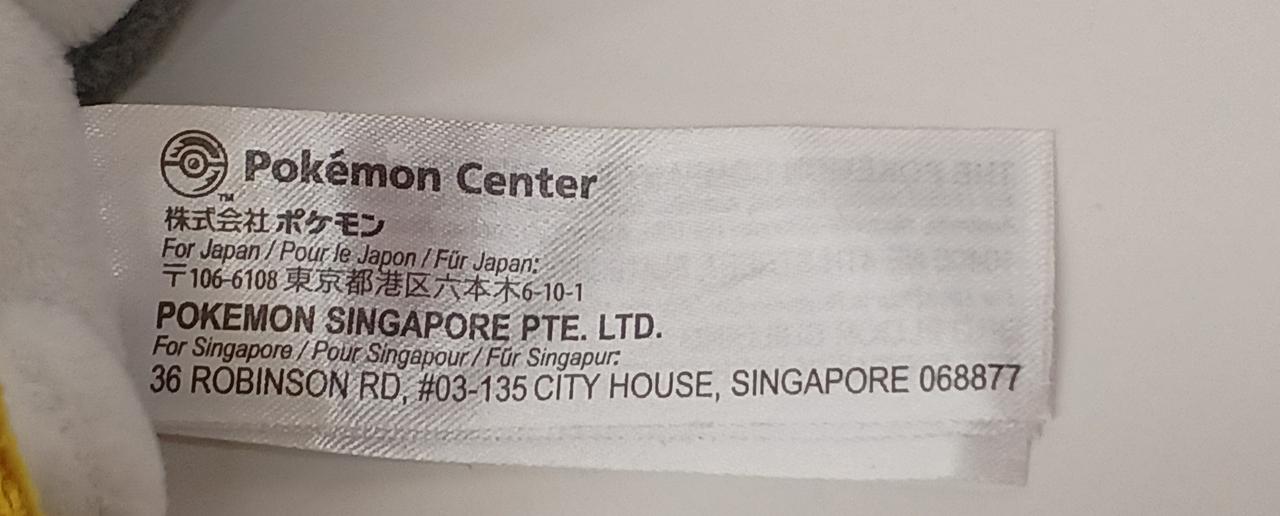 Pokémon Center
TM
株式会社ポケモン
For Japan / Pour le Japon / Für Japan:
〒106-6108 東京都港区六本木6-10-1
POKEMON SINGAPORE PTE. LTD.
For Singapore / Pour Singapour / Für Singapur:
36 ROBINSON RD, #03-135 CITY HOUSE, SINGAPORE 068877